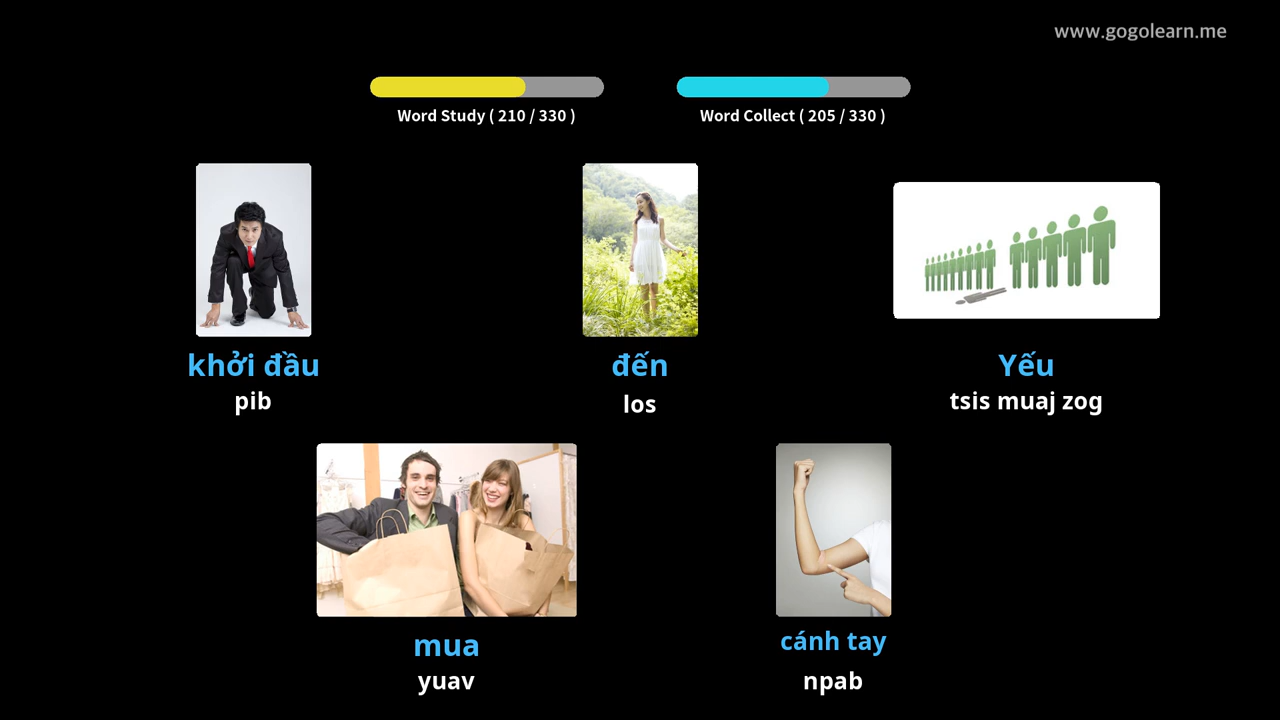 www.gogolearn.me
Word Study ( 210 / 330 )
Word Collect ( 205 / 330 )
khởi đầu
pib
đến
los
Yếu
tsis muaj zog
mua
yuav
cánh tay
npab